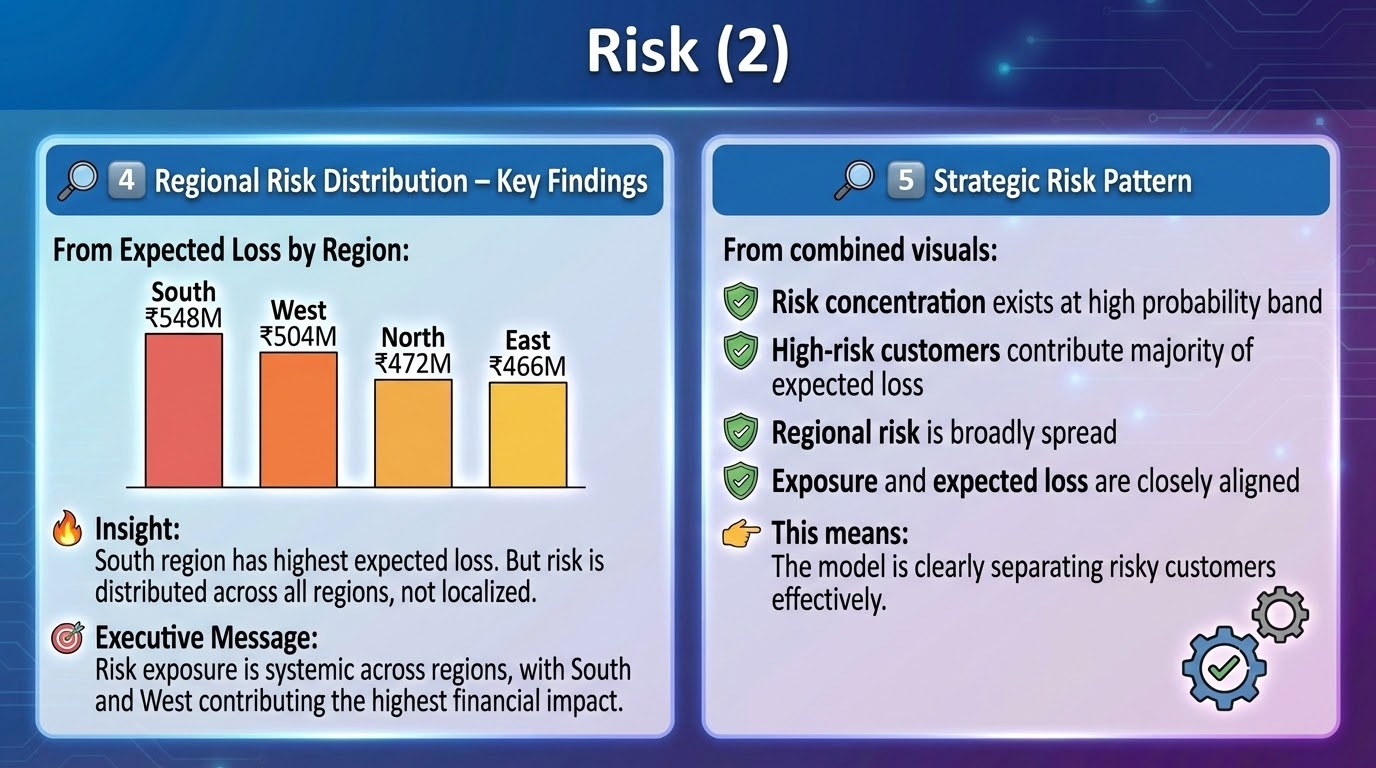 Risk (2)
4 Regional Risk Distribution – Key Findings
From Expected Loss by Region:
South
₹548M
West
₹504M
North
₹472M
East
₹466M
Insight:
South region has highest expected loss. But risk is
distributed across all regions, not localized.
Executive Message:
Risk exposure is systemic across regions, with South
and West contributing the highest financial impact.
5 Strategic Risk Pattern
From combined visuals:
Risk concentration exists at high probability band
High-risk customers contribute majority of
expected loss
Regional risk is broadly spread
Exposure and expected loss are closely aligned
This means:
The model is clearly separating risky customers
effectively.